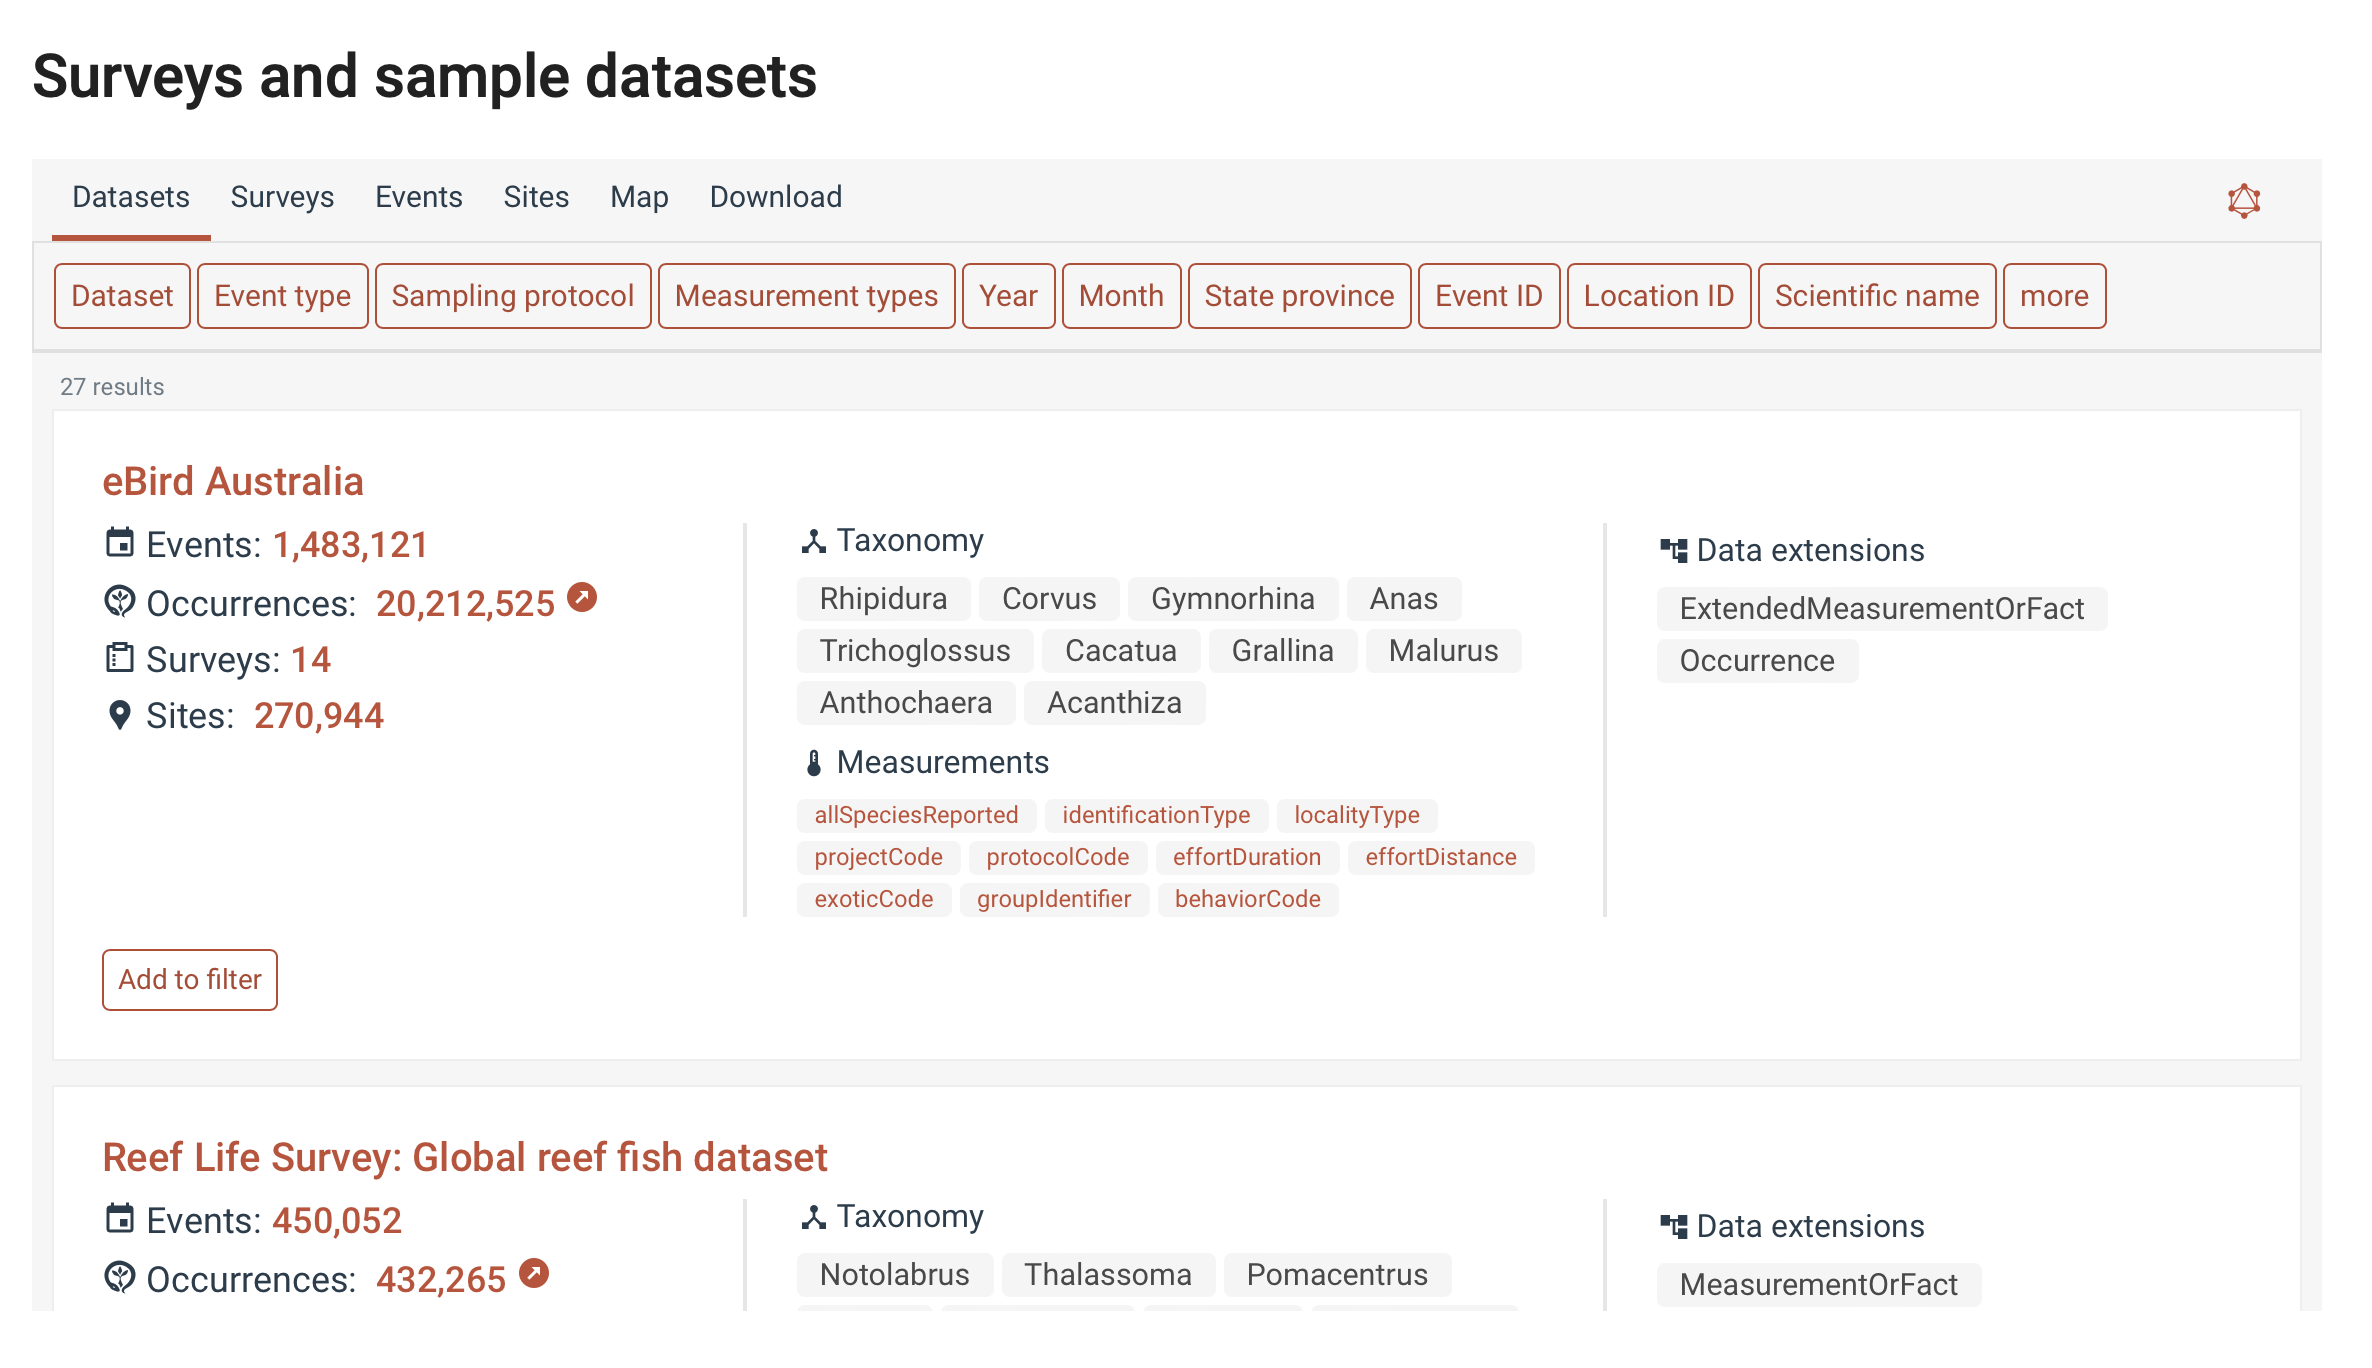 Surveys and sample datasets
Datasets Surveys Events Sites Map Download
Dataset Event type Sampling protocol Measurement types Year Month State province Event ID Location ID Scientific name more
27 results
eBird Australia
Events: 1,483,121
Occurrences: 20,212,525
Surveys: 14
Sites: 270,944
Taxonomy
Rhipidura Corvus Gymnorhina Anas
Trichoglossus Cacatua Grallina Malurus
Anthochaera Acanthiza
Measurements
allSpeciesReported identificationType localityType
projectCode protocolCode effortDuration effortDistance
exoticCode groupIdentifier behaviorCode
Data extensions
ExtendedMeasurementOrFact
Occurrence
Add to filter
Reef Life Survey: Global reef fish dataset
Events: 450,052
Occurrences: 432,265
Taxonomy
Notolabrus Thalassoma Pomacentrus
Data extensions
MeasurementOrFact